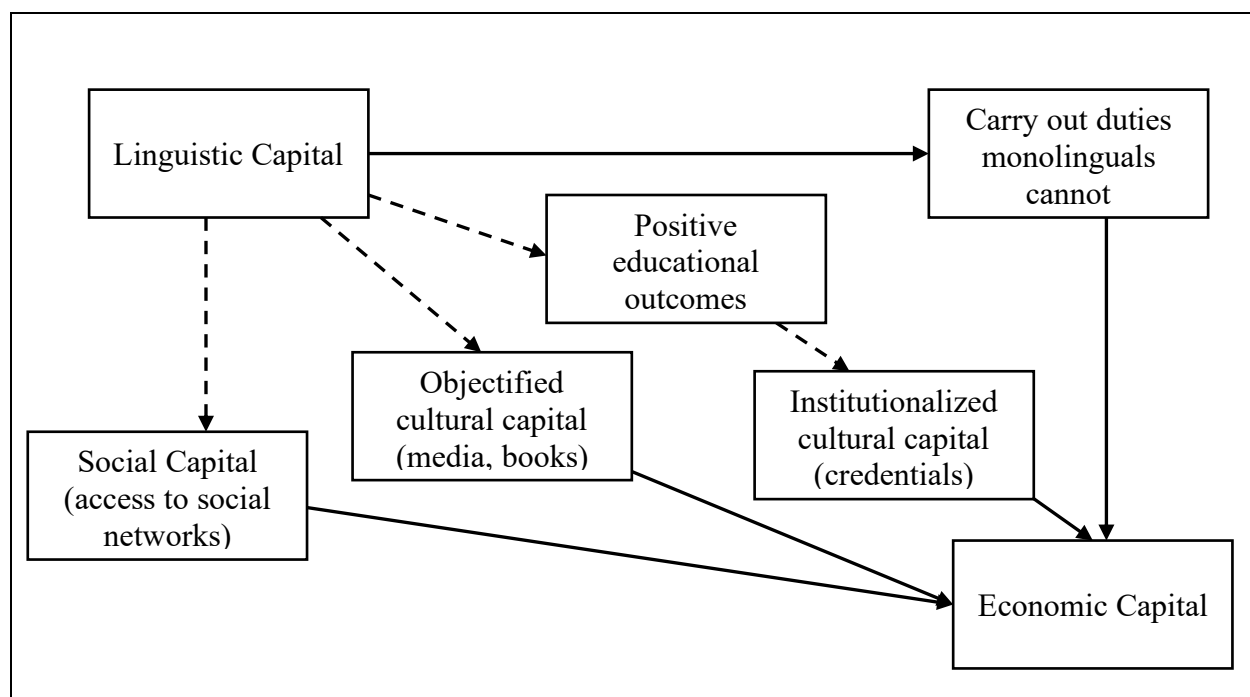 Linguistic Capital
Carry out duties
monolinguals
cannot
Positive
educational
outcomes
Objectified
cultural capital
(media, books)
Institutionalized
cultural capital
(credentials)
Social Capital
(access to social
networks)
Economic Capital